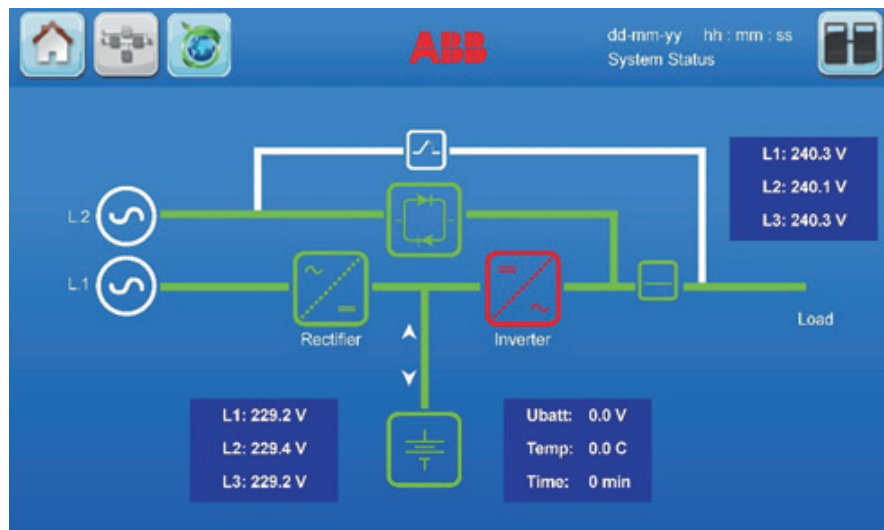 ABB
dd-mm-yy hh : mm : ss
System Status
L1: 240.3 V
L2: 240.1 V
L3: 240.3 V
L.2
L.1
Rectifier
Inverter
Load
L1: 229.2 V
L2: 229.4 V
L3: 229.2 V
Ubatt: 0.0 V
Temp: 0.0 C
Time: 0 min